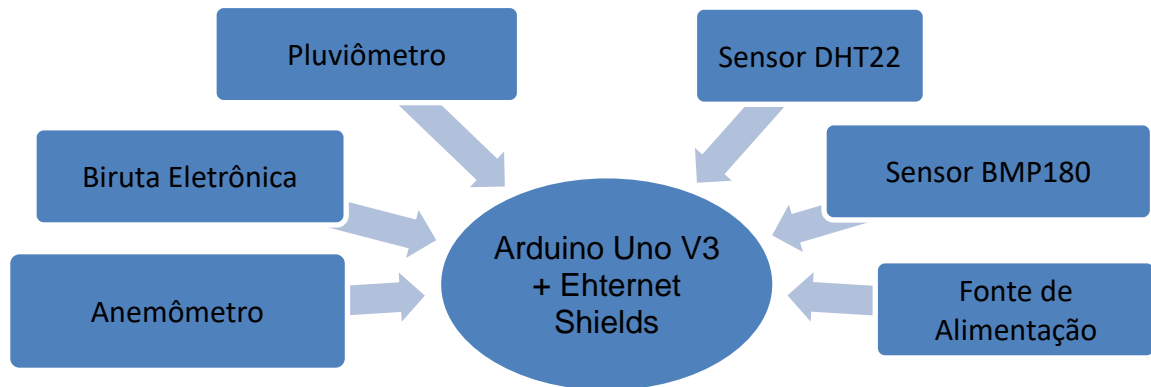 Pluviômetro
Sensor DHT22
Biruta Eletrônica
Sensor BMP180
Anemômetro
Arduino Uno V3
+ Ehternet
Shields
Fonte de
Alimentação